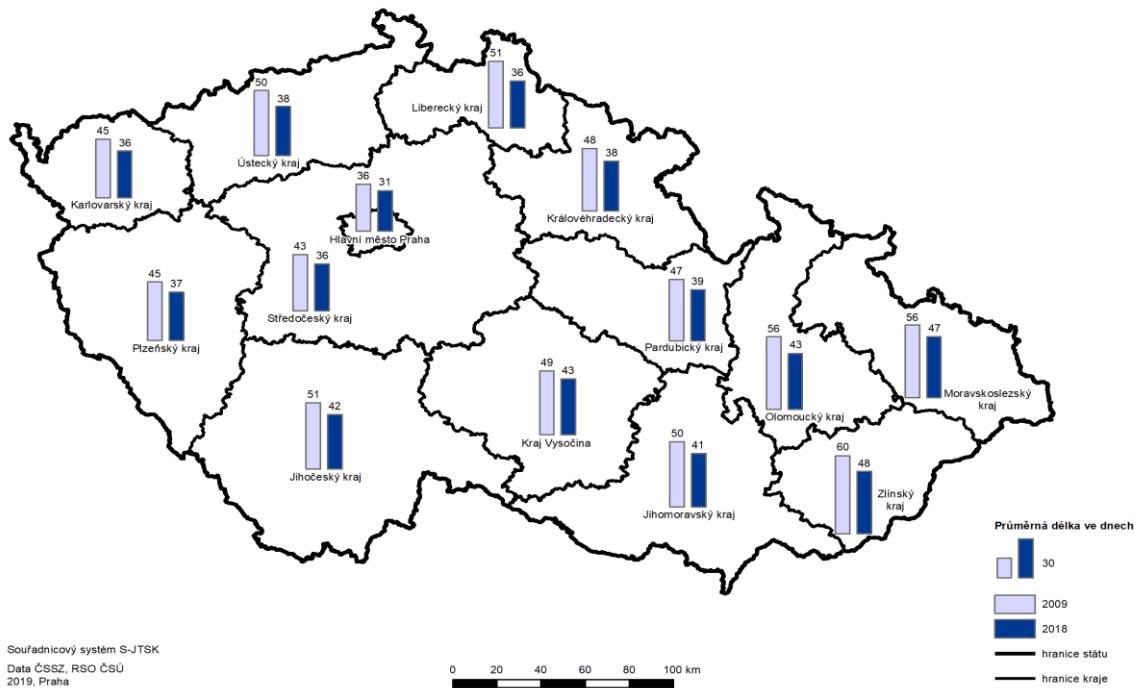 51
36
Liberecký kraj
50
38
Ústecký kraj
45
36
Karlovarský kraj
48
38
Královéhradecký kraj
36
31
Hlavní město Praha
43
36
Středočeský kraj
45
37
Plzeňský kraj
47
39
Pardubický kraj
56
47
Moravskoslezský
kraj
56
43
Olomoucký kraj
49
43
Kraj Vysočina
51
42
Jihočeský kraj
50
41
Jihomoravský kraj
60
48
Zlínský
kraj
Průměrná délka ve dnech
30
2009
2018
hranice státu
hranice kraje
Souřadnicový systém S-JTSK
Data ČSSZ, RSO ČSÚ
2019, Praha
0 20 40 60 80 100 km